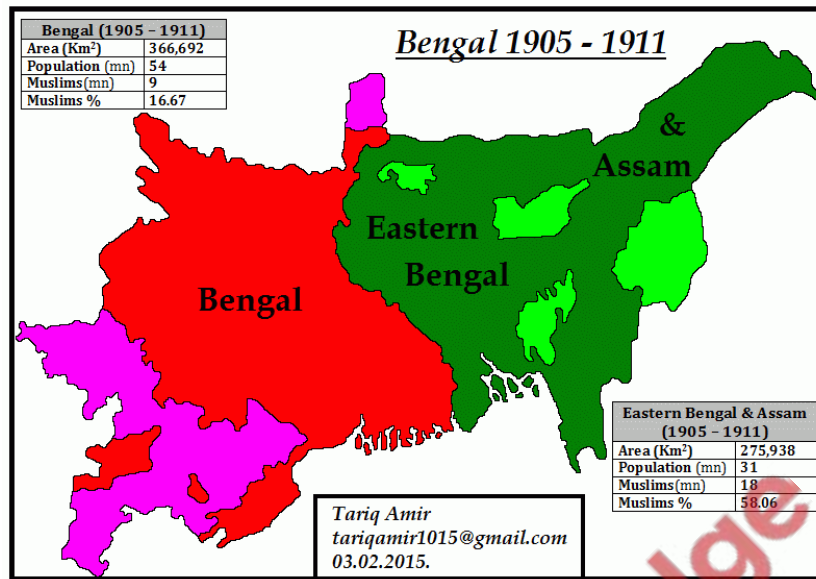 Bengal (1905 – 1911)
Area (Km²) 366,692
Population (mn) 54
Muslims(mn) 9
Muslims % 16.67
Bengal 1905 - 1911
&
Assam
Eastern
Bengal
Bengal
Eastern Bengal & Assam
(1905 – 1911)
Area (Km²) 275,938
Population (mn) 31
Muslims(mn) 18
Muslims % 58.06
Tariq Amir
tariqamir1015@gmail.com
03.02.2015.